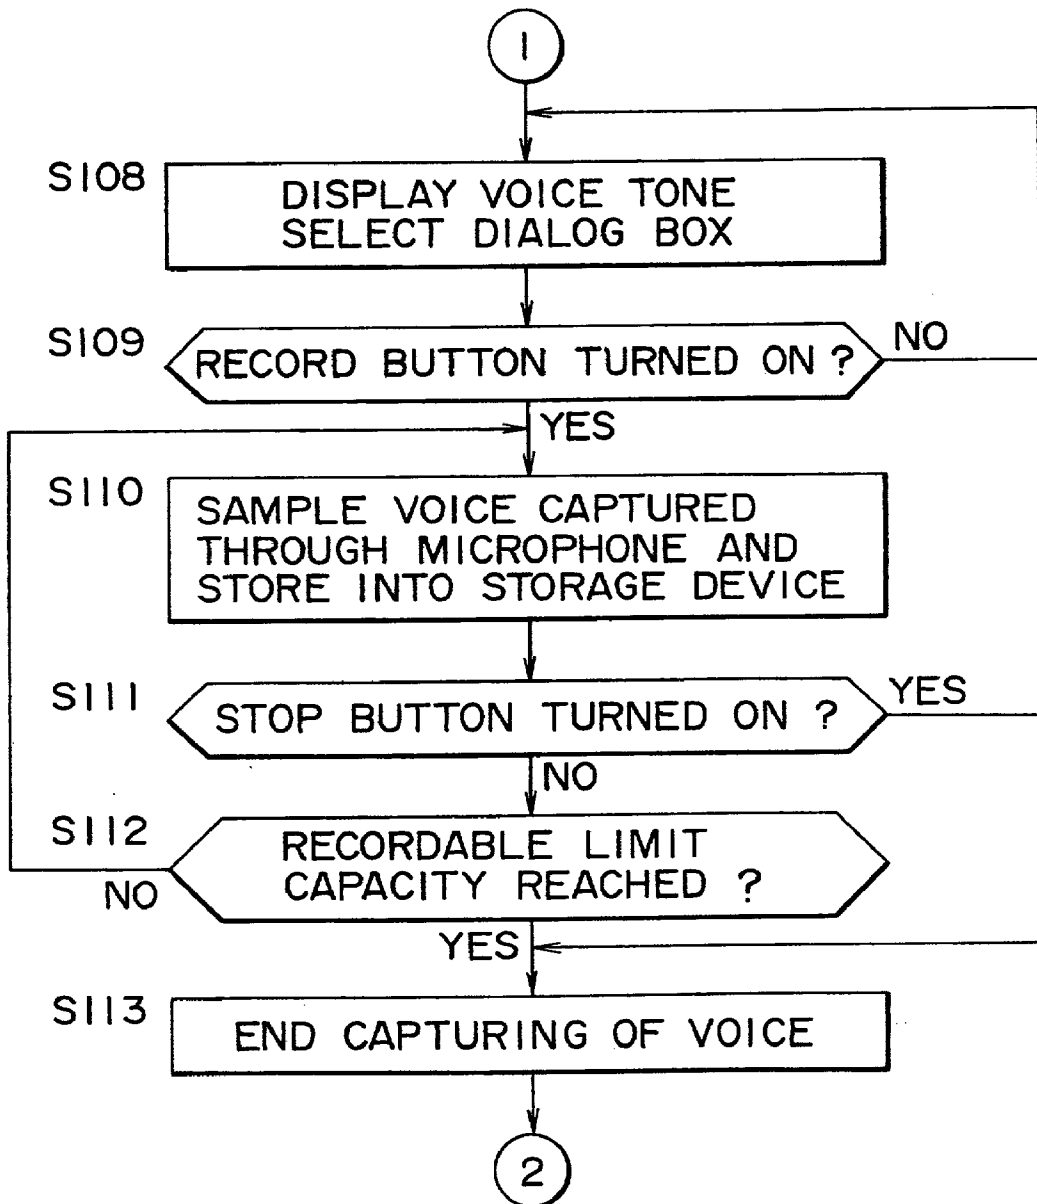 1
S108
DISPLAY VOICE TONE
SELECT DIALOG BOX
S109
RECORD BUTTON TURNED ON ?
NO
YES
S110
SAMPLE VOICE CAPTURED
THROUGH MICROPHONE AND
STORE INTO STORAGE DEVICE
S111
STOP BUTTON TURNED ON ?
YES
NO
S112
RECORDABLE LIMIT
CAPACITY REACHED ?
NO
YES
S113
END CAPTURING OF VOICE
2